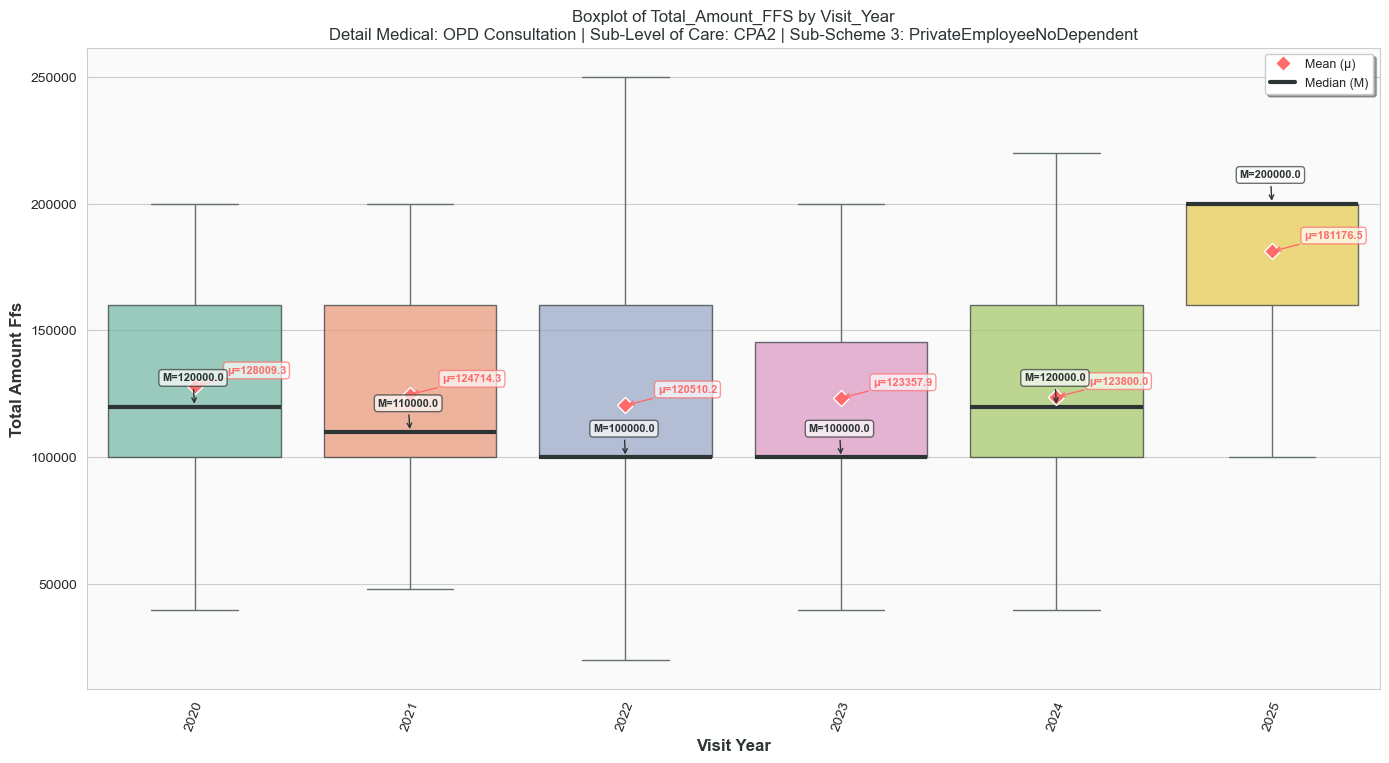 Boxplot of Total_Amount_FFS by Visit_Year
Detail Medical: OPD Consultation | Sub-Level of Care: CPA2 | Sub-Scheme 3: PrivateEmployeeNoDependent
Mean (μ)
Median (M)
Total Amount Ffs
250000
200000
150000
100000
50000
M=120000.0
μ=128009.3
M=110000.0
μ=124714.3
M=100000.0
μ=120510.2
M=100000.0
μ=123357.9
M=120000.0
μ=123800.0
M=200000.0
μ=181176.5
2020
2021
2022
2023
2024
2025
Visit Year